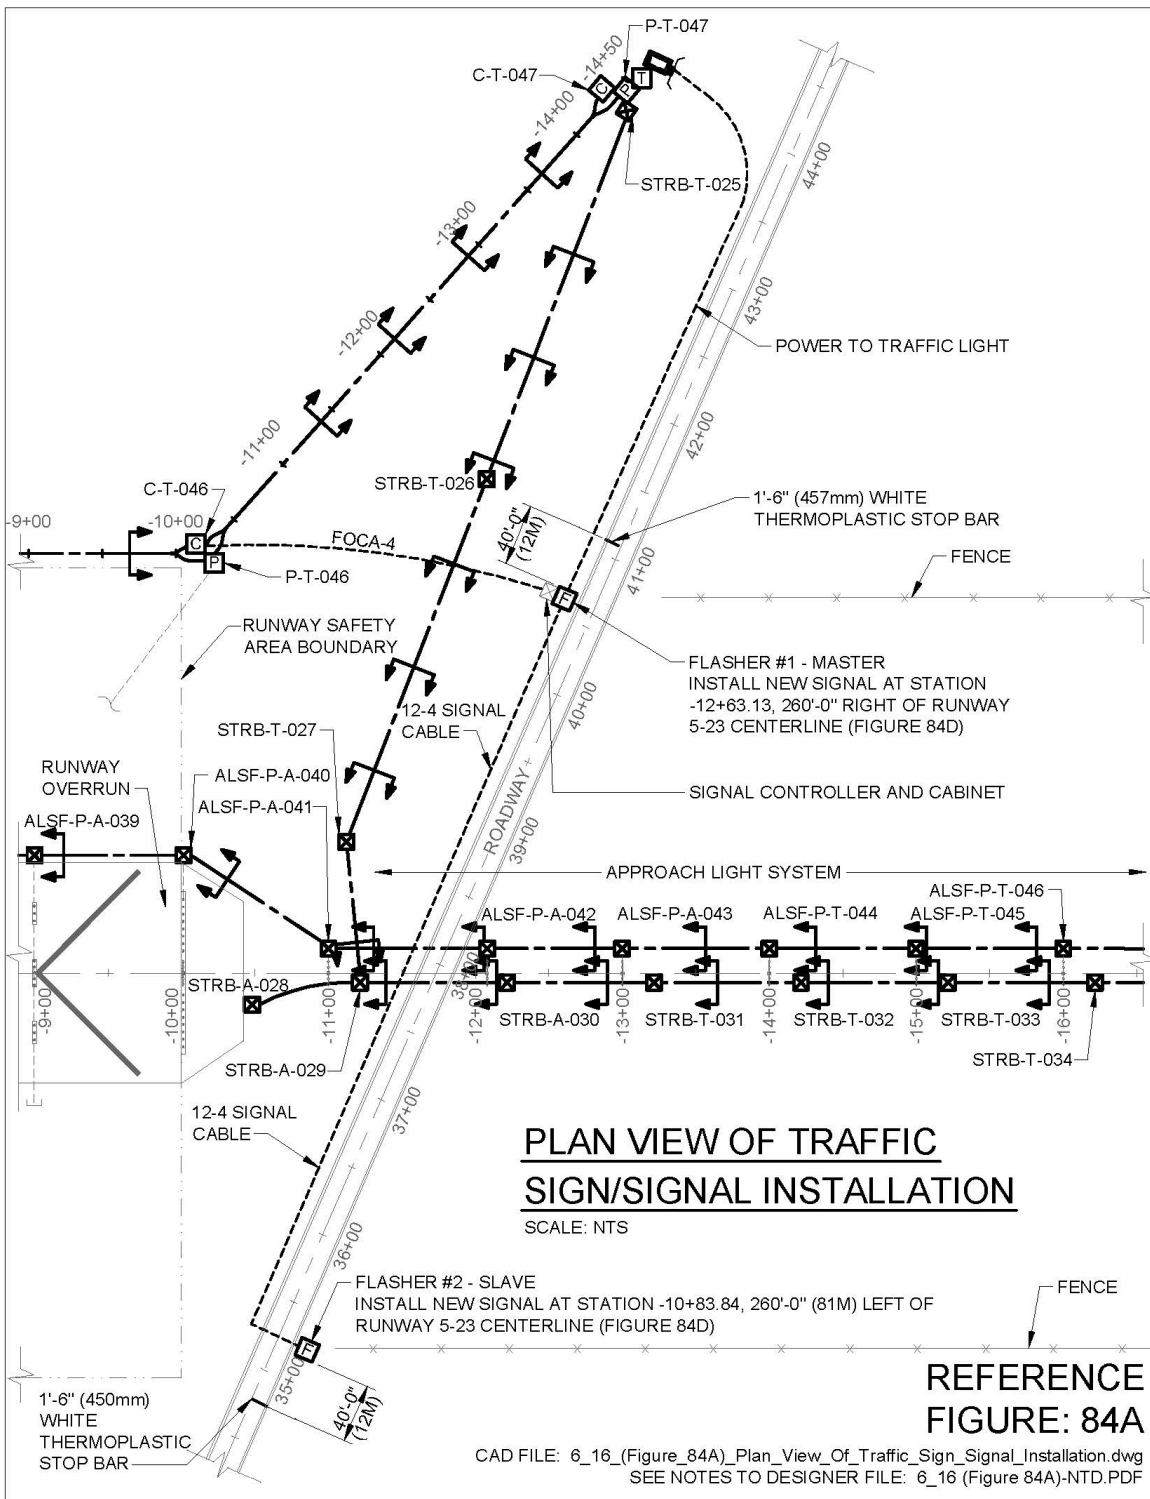 P-T-047
-14+50
C-T-047
T
P
C
-14+00
STRB-T-025
44+00
-13+00
43+00
-12+00
POWER TO TRAFFIC LIGHT
42+00
-11+00
STRB-T-026
C-T-046
-9+00
-10+00
1'-6" (457mm) WHITE
THERMOPLASTIC STOP BAR
40'-0"
(12M)
C
FOCA-4
41+00
FENCE
P
P-T-046
F
RUNWAY SAFETY
AREA BOUNDARY
FLASHER #1 - MASTER
INSTALL NEW SIGNAL AT STATION
-12+63.13, 260'-0" RIGHT OF RUNWAY
5-23 CENTERLINE (FIGURE 84D)
40+00
12-4 SIGNAL
CABLE
STRB-T-027
RUNWAY
OVERRUN
ALSF-P-A-040
ALSF-P-A-041
ROADWAY
SIGNAL CONTROLLER AND CABINET
ALSF-P-A-039
39+00
APPROACH LIGHT SYSTEM
ALSF-P-T-046
ALSF-P-A-042
ALSF-P-A-043
ALSF-P-T-044
ALSF-P-T-045
38+00
STRB-A-028
-9+00
-10+00
-11+00
-12+00
-13+00
-14+00
-15+00
-16+00
STRB-A-030
STRB-T-031
STRB-T-032
STRB-T-033
STRB-T-034
STRB-A-029
37+00
12-4 SIGNAL
CABLE
PLAN VIEW OF TRAFFIC
SIGN/SIGNAL INSTALLATION
SCALE: NTS
36+00
FLASHER #2 - SLAVE
INSTALL NEW SIGNAL AT STATION -10+83.84, 260'-0" (81M) LEFT OF
RUNWAY 5-23 CENTERLINE (FIGURE 84D)
FENCE
F
35+00
40'-0"
(12M)
1'-6" (450mm)
WHITE
THERMOPLASTIC
STOP BAR
REFERENCE
FIGURE: 84A
CAD FILE: 6_16_(Figure_84A)_Plan_View_Of_Traffic_Sign_Signal_Installation.dwg
SEE NOTES TO DESIGNER FILE: 6_16 (Figure 84A)-NTD.PDF